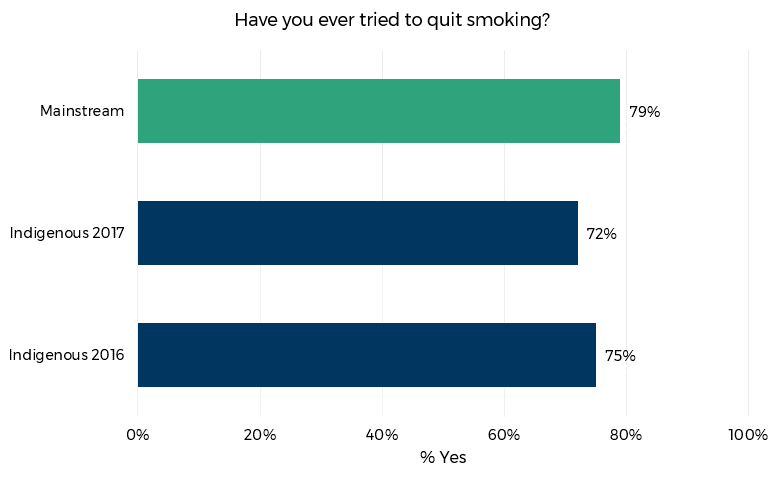 Have you ever tried to quit smoking?
Mainstream
79%
Indigenous 2017
72%
Indigenous 2016
75%
0%
20%
40%
60%
80%
100%
% Yes